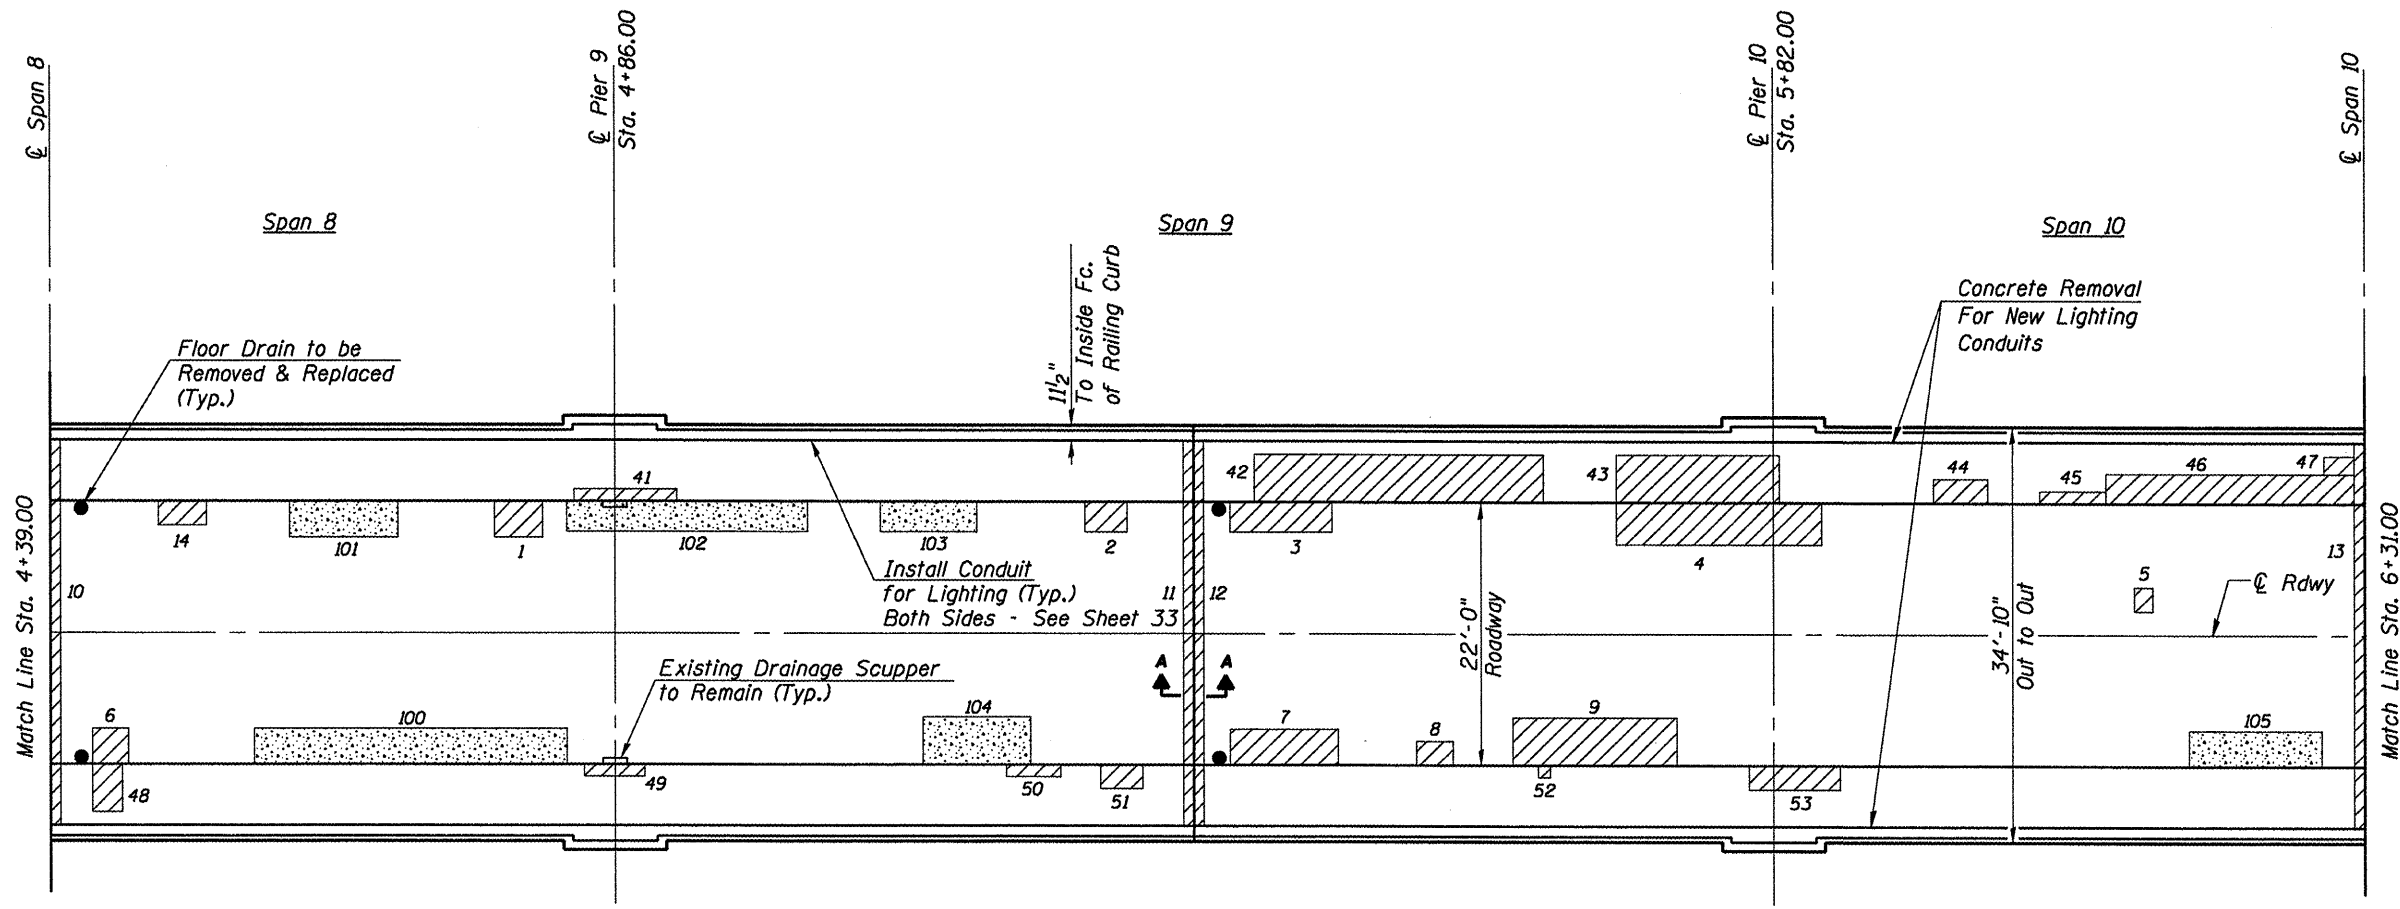 ℄ Span 8
℄ Pier 9
Sta. 4+86.00
℄ Pier 10
Sta. 5+82.00
℄ Span 10
Span 8
Span 9
Span 10
11½"
To Inside Fc.
of Railing Curb
Concrete Removal
For New Lighting
Conduits
Floor Drain to be
Removed & Replaced
(Typ.)
41
42
43
44
45
46
47
14
101
1
102
103
2
3
4
5
Match Line Sta. 4+39.00
10
Install Conduit
for Lighting (Typ.)
Both Sides - See Sheet 33
11
12
22'-0"
Roadway
34'-10"
Out to Out
℄ Rdwy
13
Match Line Sta. 6+31.00
Existing Drainage Scupper
to Remain (Typ.)
A
A
6
100
104
7
8
9
105
48
49
50
51
52
53